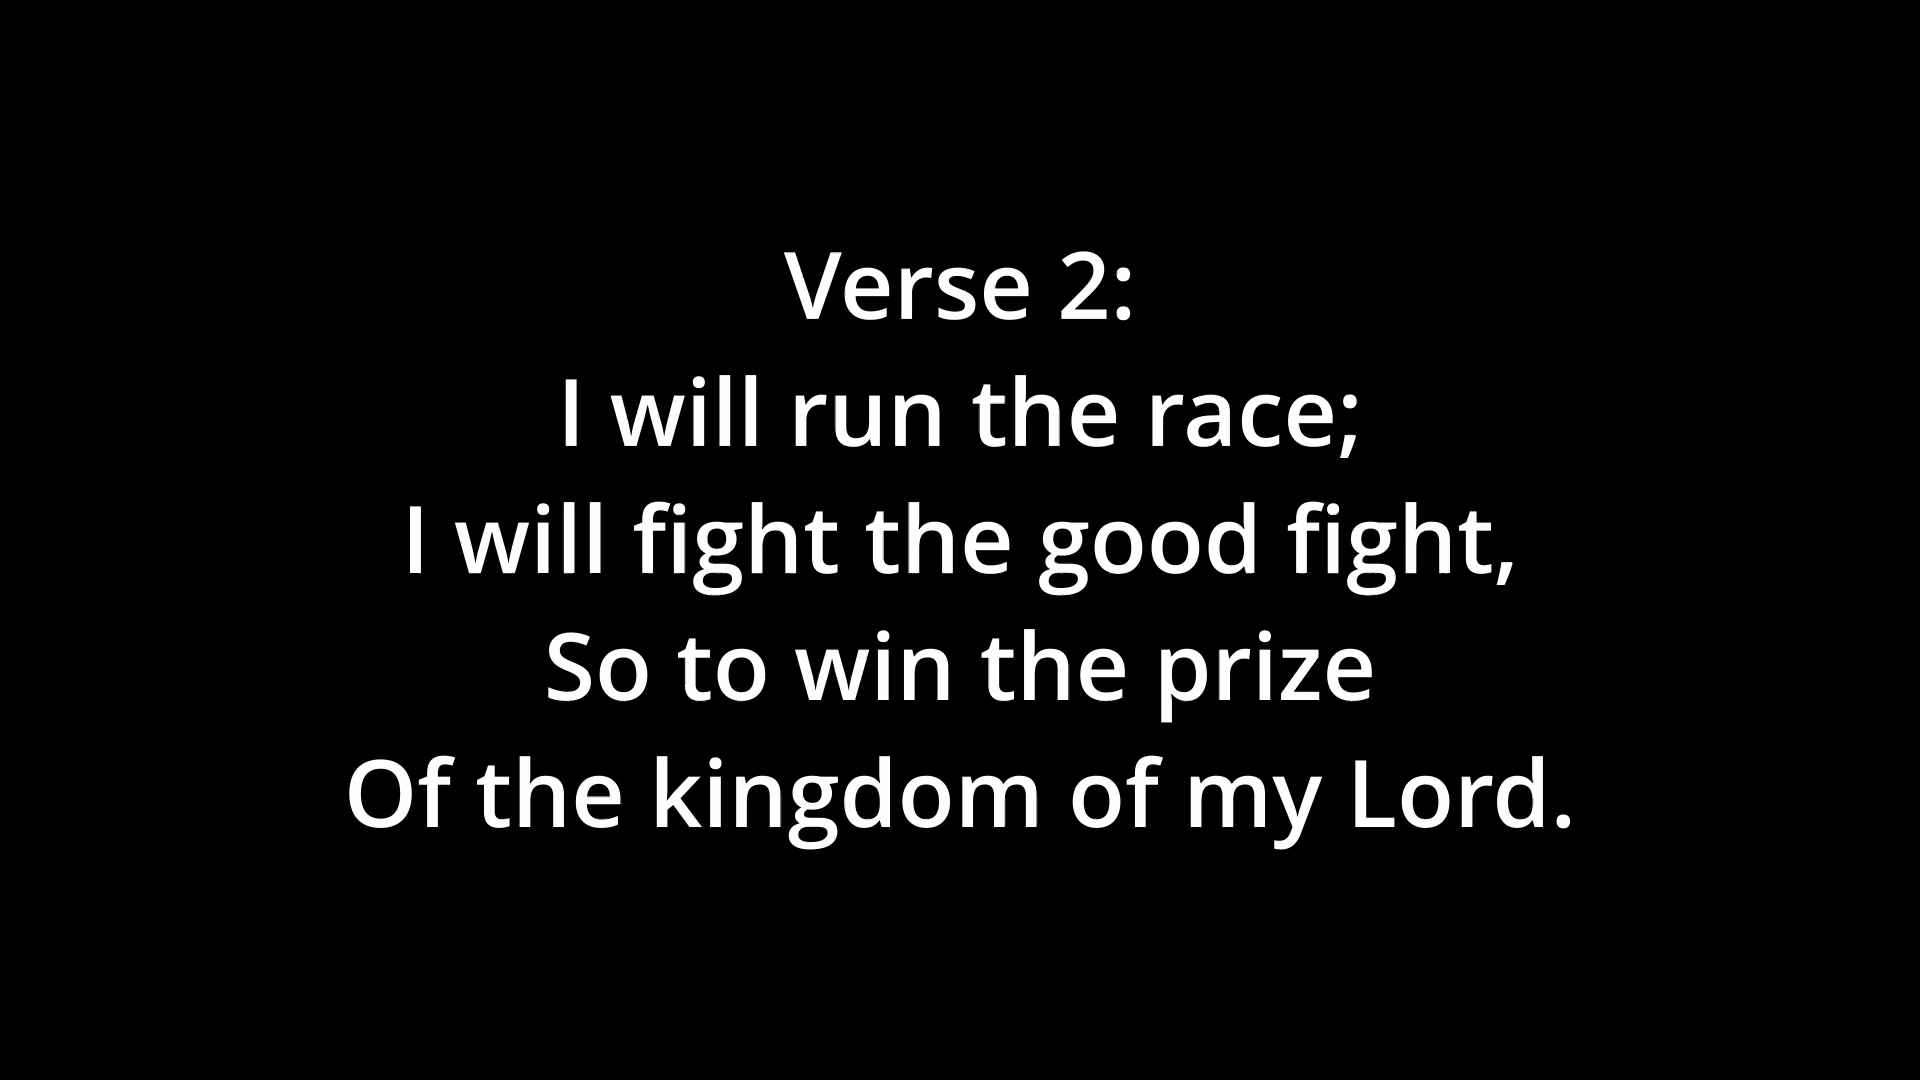 Verse 2:
I will run the race;
I will fight the good fight,
So to win the prize
Of the kingdom of my Lord.